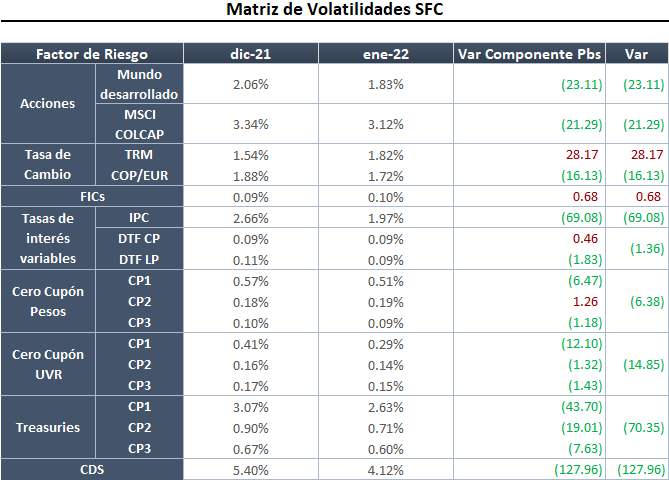 Matriz de Volatilidades SFC
Factor de Riesgo dic-21 ene-22 Var Componente Pbs Var
Acciones Mundo desarrollado 2.06% 1.83% (23.11) (23.11)
MSCI COLCAP 3.34% 3.12% (21.29) (21.29)
Tasa de Cambio TRM 1.54% 1.82% 28.17 28.17
COP/EUR 1.88% 1.72% (16.13) (16.13)
FICs 0.09% 0.10% 0.68 0.68
Tasas de interés variables IPC 2.66% 1.97% (69.08) (69.08)
DTF CP 0.09% 0.09% 0.46 (1.36)
DTF LP 0.11% 0.09% (1.83)
Cero Cupón Pesos CP1 0.57% 0.51% (6.47) (6.38)
CP2 0.18% 0.19% 1.26
CP3 0.10% 0.09% (1.18)
Cero Cupón UVR CP1 0.41% 0.29% (12.10) (14.85)
CP2 0.16% 0.14% (1.32)
CP3 0.17% 0.15% (1.43)
Treasuries CP1 3.07% 2.63% (43.70) (70.35)
CP2 0.90% 0.71% (19.01)
CP3 0.67% 0.60% (7.63)
CDS 5.40% 4.12% (127.96) (127.96)